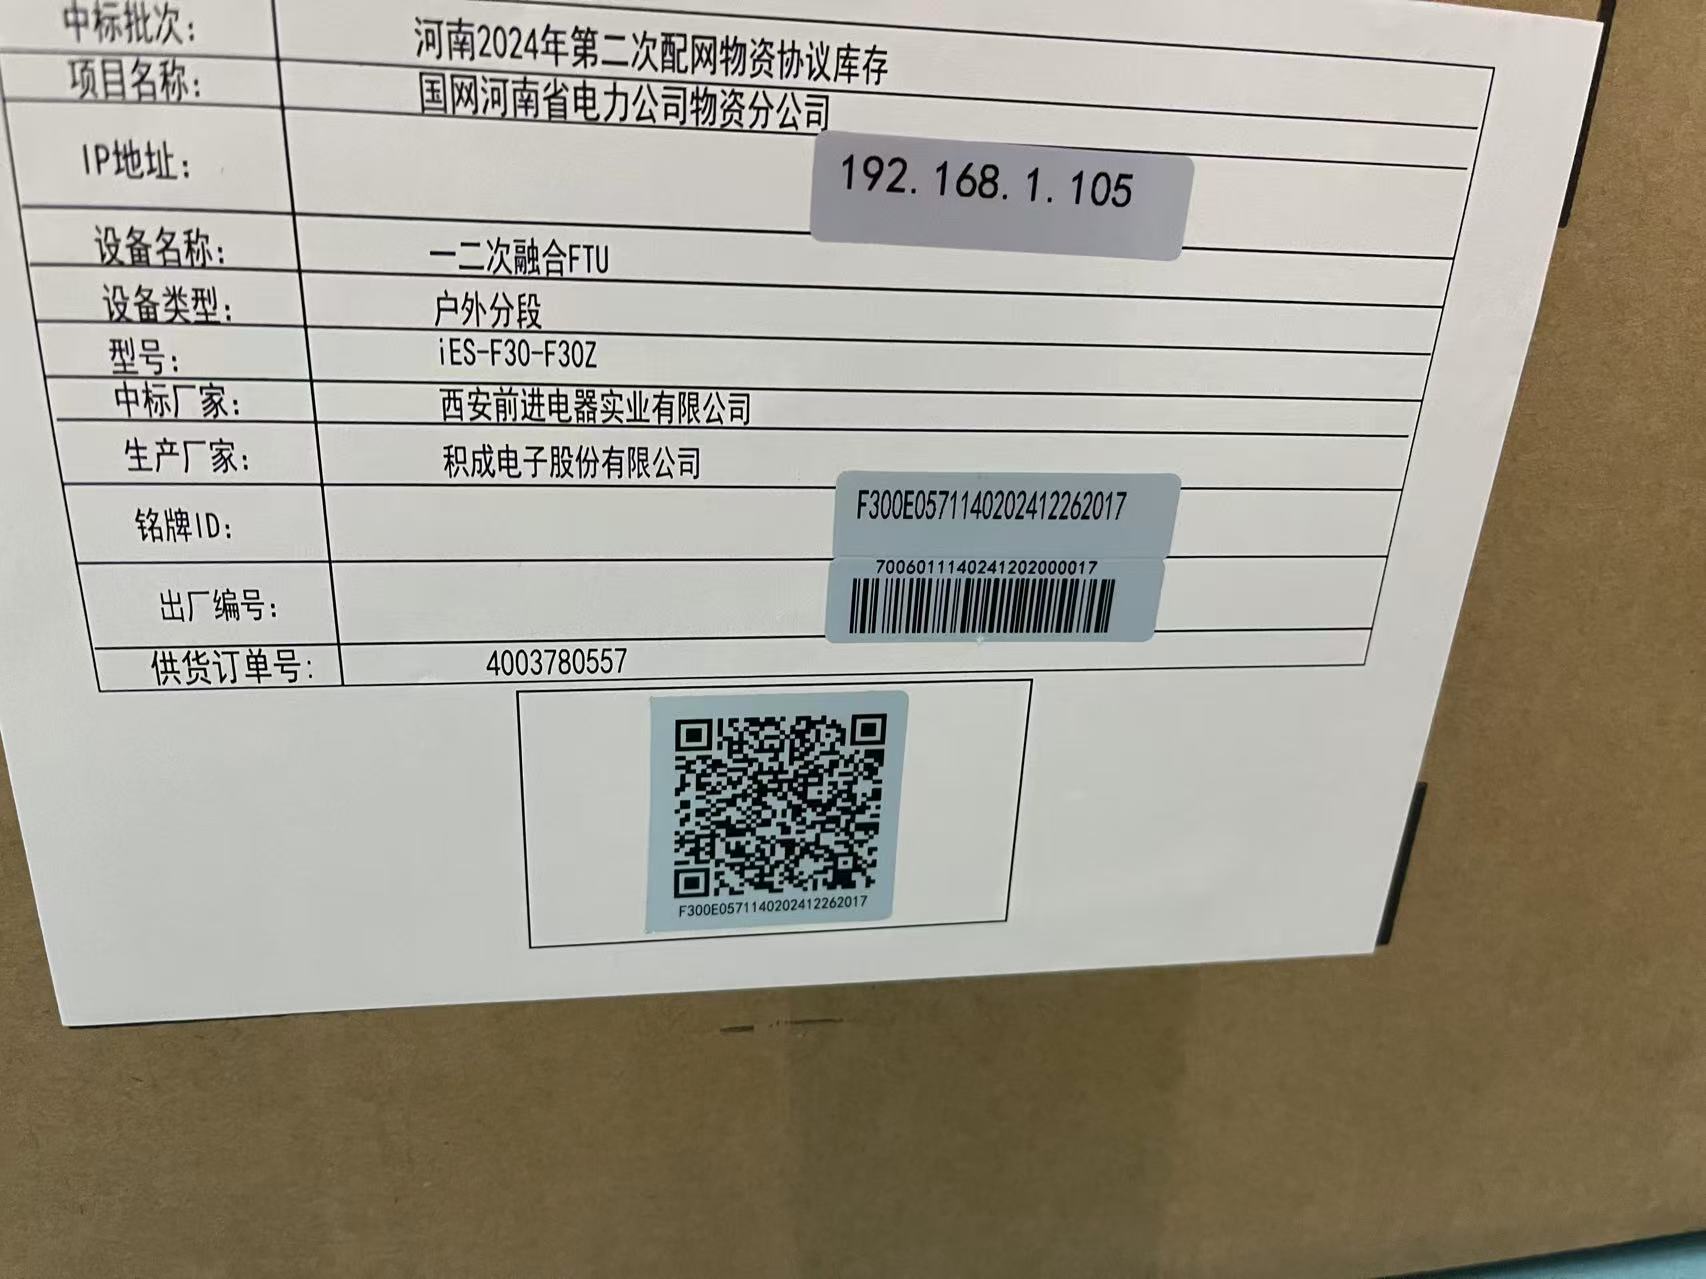 中标批次: 河南2024年第二次配网物资协议库存
项目名称: 国网河南省电力公司物资分公司
IP地址: 192.168.1.105
设备名称: 一二次融合FTU
设备类型: 户外分段
型号: iES-F30-F30Z
中标厂家: 西安前进电器实业有限公司
生产厂家: 积成电子股份有限公司
铭牌ID: F300E0571140202412262017
出厂编号: 7006011140241202000017
供货订单号: 4003780557
F300E0571140202412262017